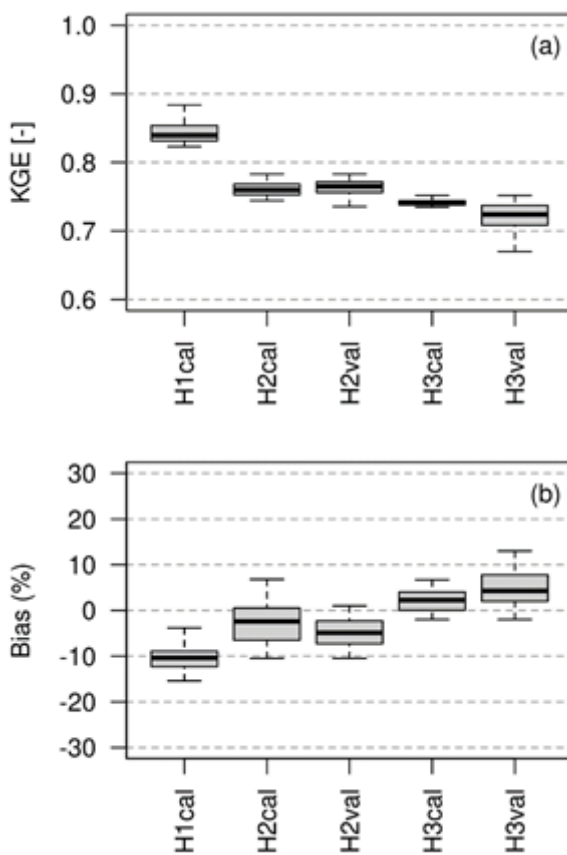 (a)
KGE [-]
1.0
0.9
0.8
0.7
0.6
H1cal
H2cal
H2val
H3cal
H3val
(b)
Bias (%)
30
20
10
0
-10
-20
-30
H1cal
H2cal
H2val
H3cal
H3val